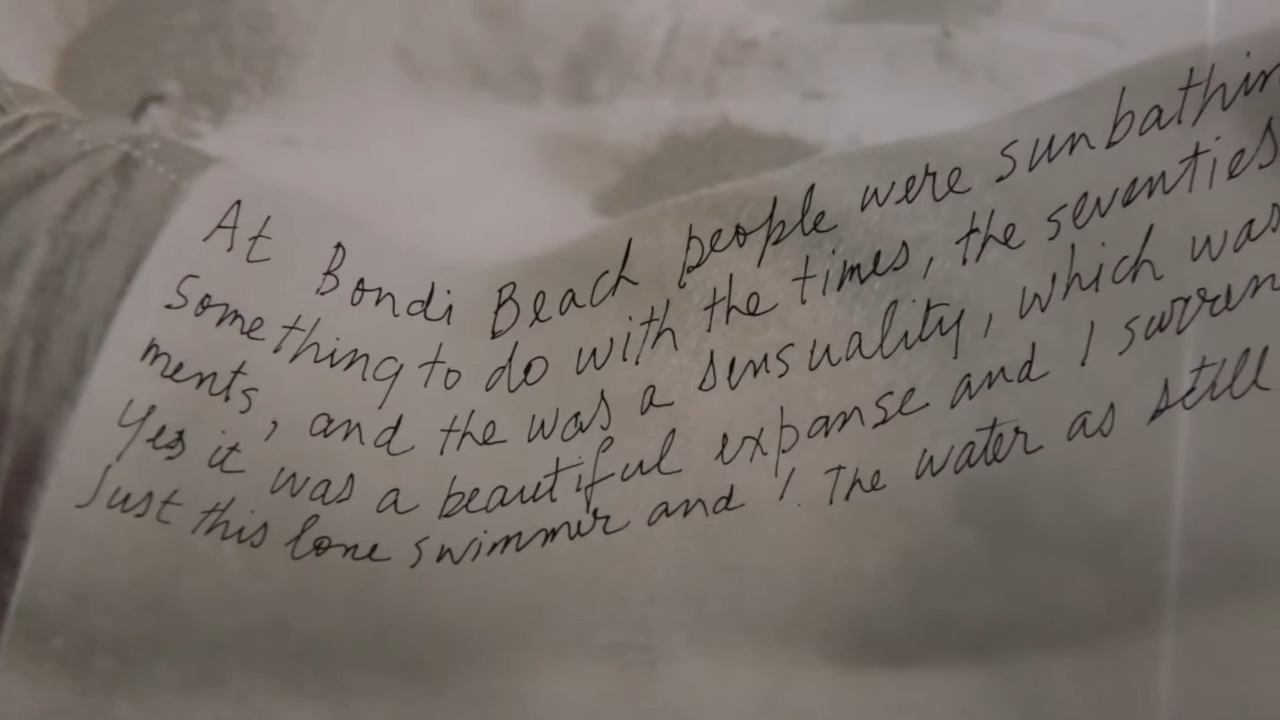 At Bondi Beach people were sunbathin
Something to do with the times, the seventies
ments, and the was a sensuality, which was
Yes it was a beautiful expanse and I surren
Just this lone swimmer and I. The water as still